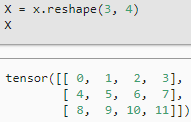 X = x.reshape(3, 4)
X
tensor([[ 0,  1,  2,  3],
        [ 4,  5,  6,  7],
        [ 8,  9, 10, 11]])